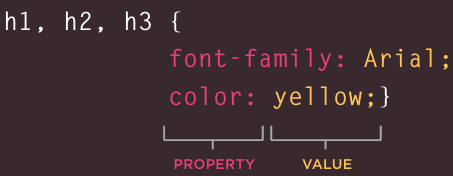 h1, h2, h3 {
font-family: Arial;
color: yellow;}
PROPERTY VALUE